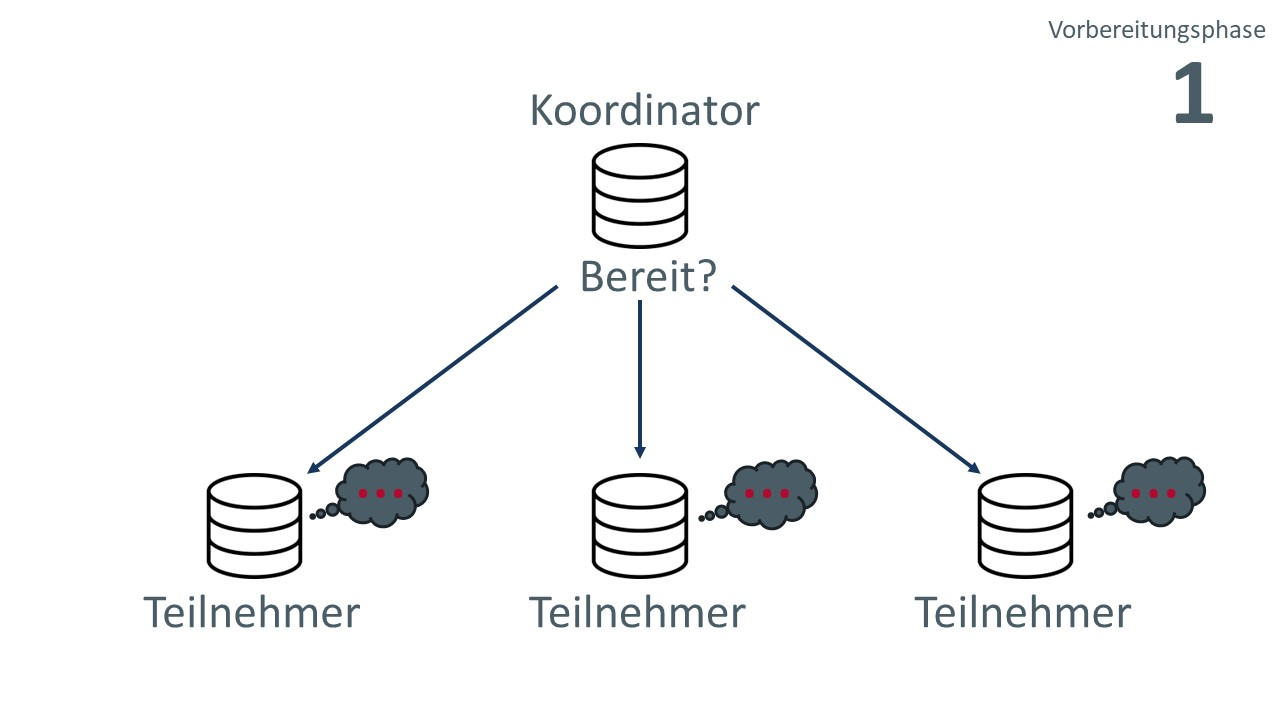 Vorbereitungsphase
1
Koordinator
Bereit?
Teilnehmer
Teilnehmer
Teilnehmer